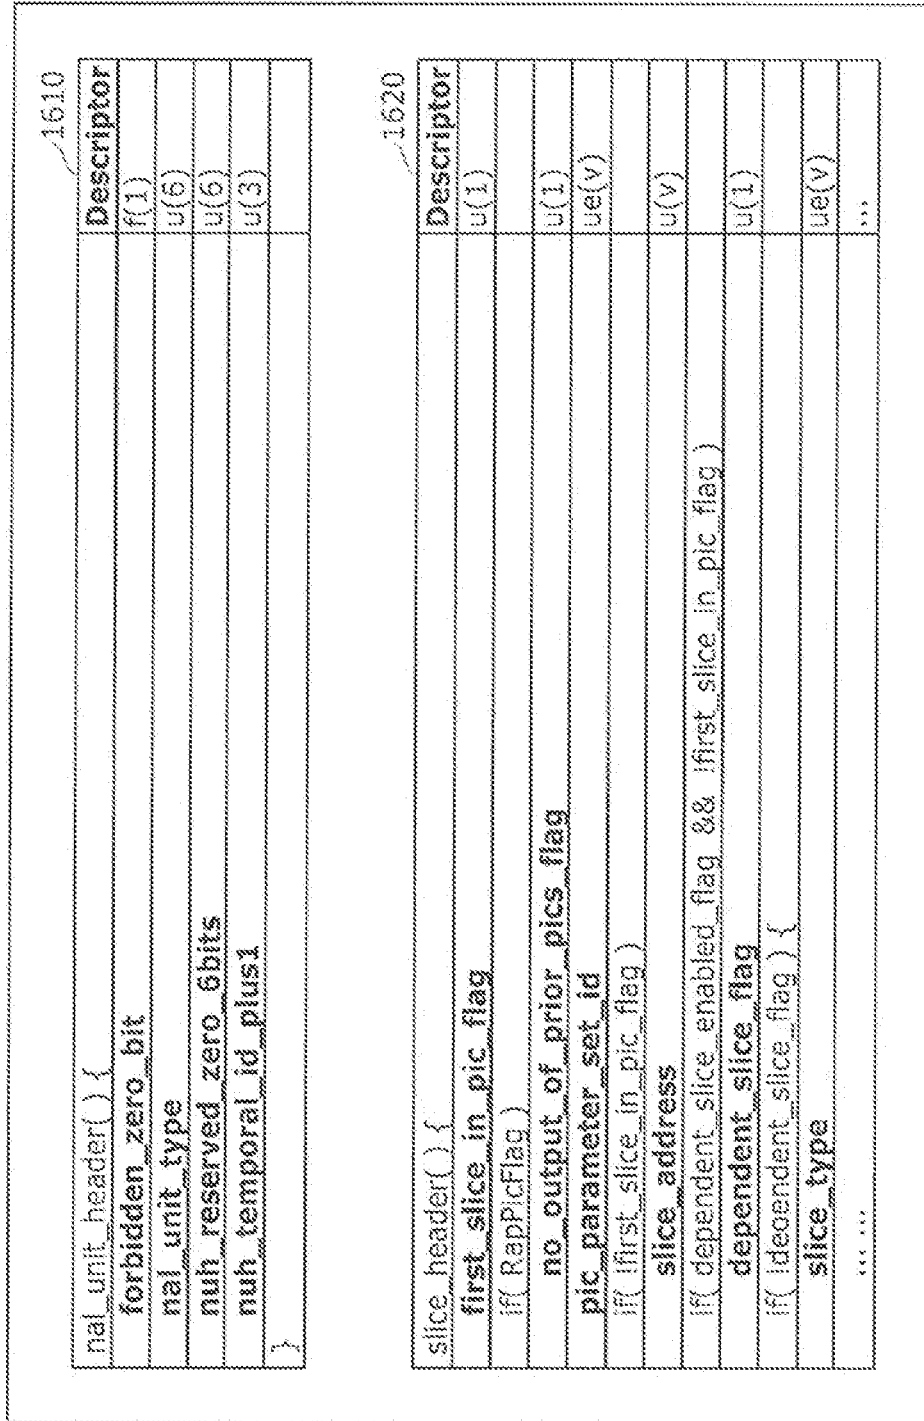 1610
nal_unit_header( ) { Descriptor
forbidden_zero_bit f(1)
nal_unit_type u(6)
nuh_reserved_zero_6bits u(6)
nuh_temporal_id_plus1 u(3)
}
1620
slice_header( ) { Descriptor
first_slice_in_pic_flag u(1)
if( RapPicFlag )
no_output_of_prior_pics_flag u(1)
pic_parameter_set_id ue(v)
if( !first_slice_in_pic_flag )
slice_address u(v)
if( dependent_slice_enabled_flag && !first_slice_in_pic_flag )
dependent_slice_flag u(1)
if( !deoendent_slice_flag ) {
slice_type ue(v)
...... ...